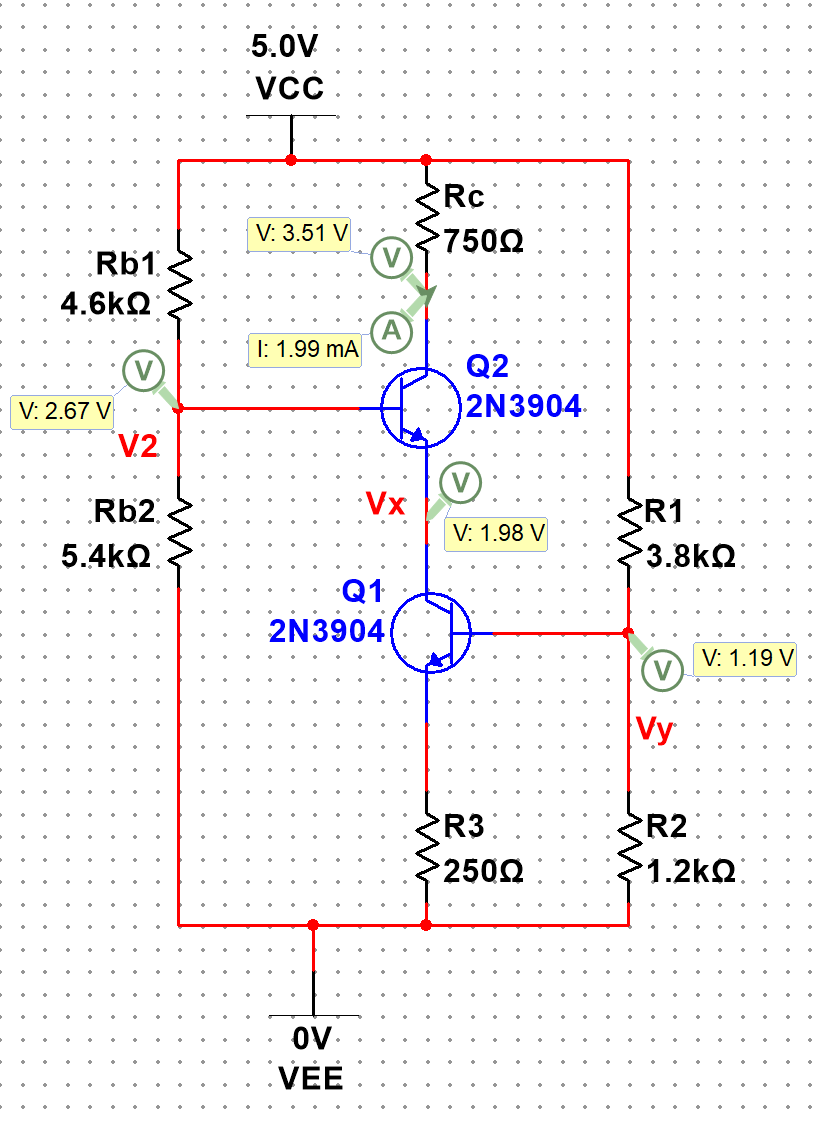 5.0V
VCC
Rc
750Ω
V: 3.51 V
V
Rb1
4.6kΩ
A
I: 1.99 mA
V
V: 2.67 V
V2
Q2
2N3904
Vx
V
V: 1.98 V
Rb2
5.4kΩ
R1
3.8kΩ
Q1
2N3904
V
V: 1.19 V
Vy
R3
250Ω
R2
1.2kΩ
0V
VEE